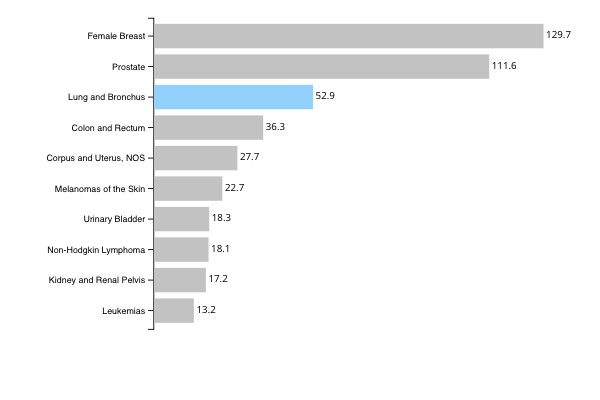 Female Breast 129.7
Prostate 111.6
Lung and Bronchus 52.9
Colon and Rectum 36.3
Corpus and Uterus, NOS 27.7
Melanomas of the Skin 22.7
Urinary Bladder 18.3
Non-Hodgkin Lymphoma 18.1
Kidney and Renal Pelvis 17.2
Leukemias 13.2